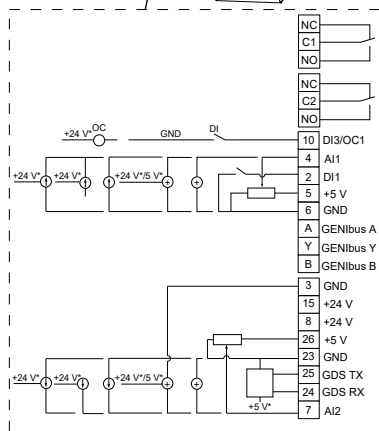 NC
C1
NO
NC
C2
NO
+24 V* OC GND DI 10 DI3/OC1
4 AI1
+24 V* +24 V* +24 V*/5 V* 2 DI1
5 +5 V
6 GND
A GENIbus A
Y GENIbus Y
B GENIbus B
3 GND
15 +24 V
8 +24 V
26 +5 V
23 GND
+24 V* +24 V* +24 V*/5 V* 25 GDS TX
+5 V* 24 GDS RX
7 AI2